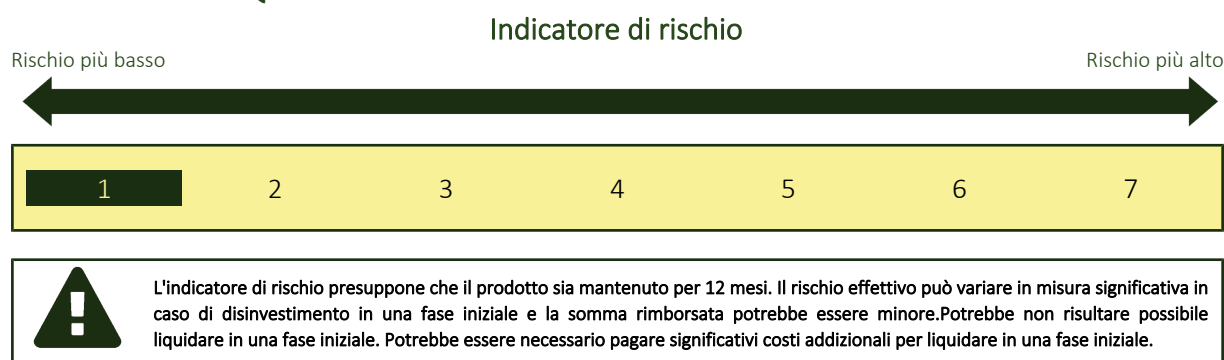 Indicatore di rischio
Rischio più basso
Rischio più alto
1 2 3 4 5 6 7
L'indicatore di rischio presuppone che il prodotto sia mantenuto per 12 mesi. Il rischio effettivo può variare in misura significativa in
caso di disinvestimento in una fase iniziale e la somma rimborsata potrebbe essere minore.Potrebbe non risultare possibile
liquidare in una fase iniziale. Potrebbe essere necessario pagare significativi costi addizionali per liquidare in una fase iniziale.